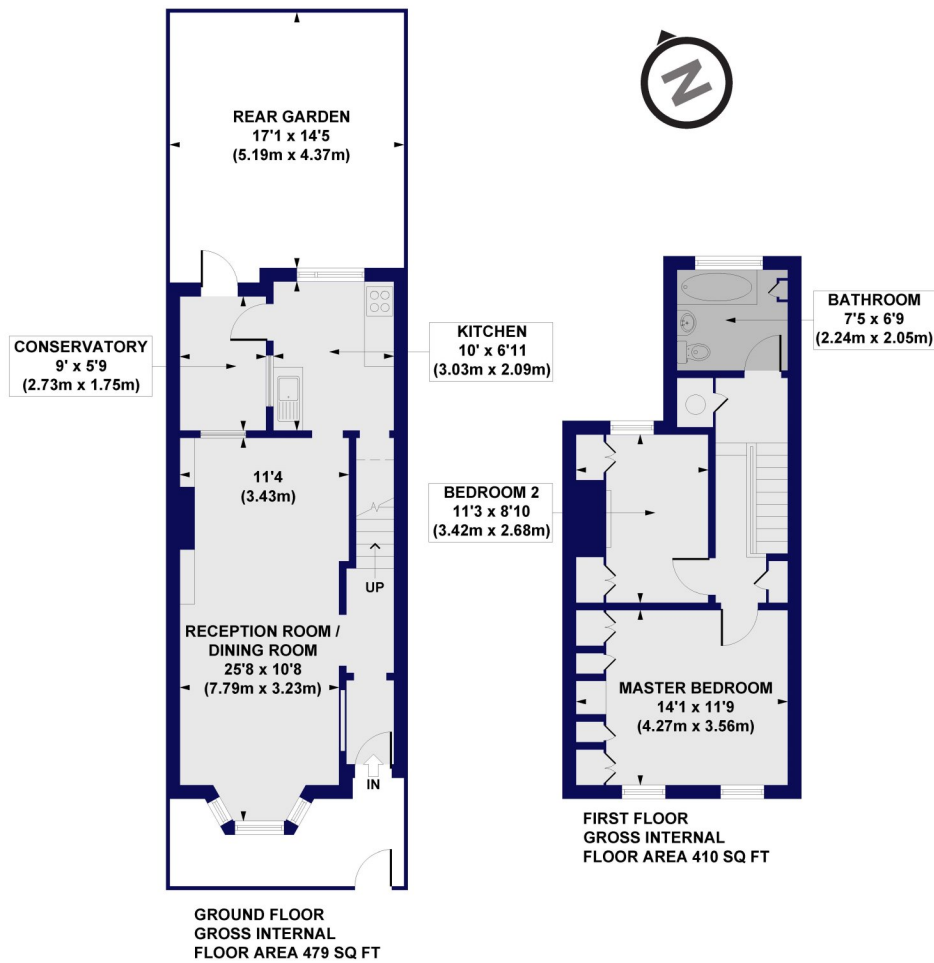 REAR GARDEN
17'1 x 14'5
(5.19m x 4.37m)
N
CONSERVATORY
9' x 5'9
(2.73m x 1.75m)
KITCHEN
10' x 6'11
(3.03m x 2.09m)
BATHROOM
7'5 x 6'9
(2.24m x 2.05m)
11'4
(3.43m)
BEDROOM 2
11'3 x 8'10
(3.42m x 2.68m)
UP
RECEPTION ROOM /
DINING ROOM
25'8 x 10'8
(7.79m x 3.23m)
MASTER BEDROOM
14'1 x 11'9
(4.27m x 3.56m)
IN
FIRST FLOOR
GROSS INTERNAL
FLOOR AREA 410 SQ FT
GROUND FLOOR
GROSS INTERNAL
FLOOR AREA 479 SQ FT